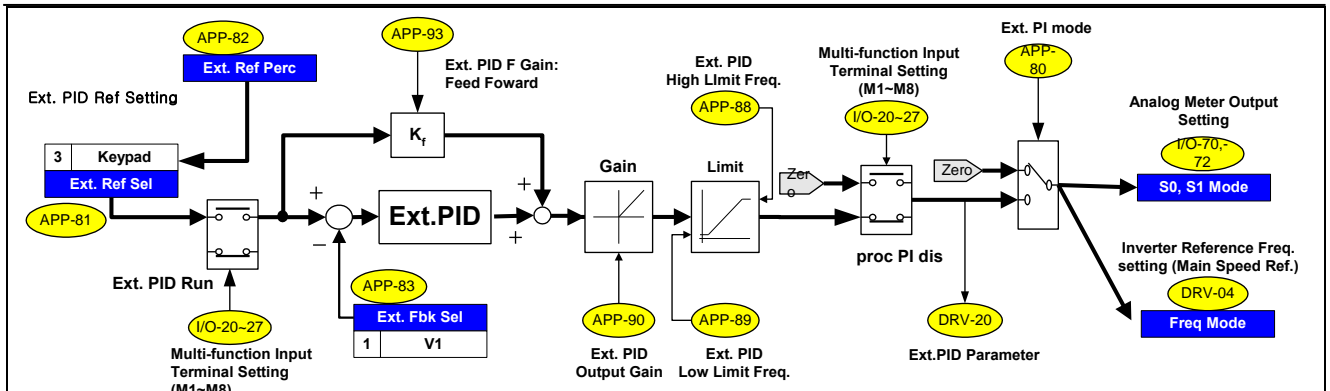 APP-82
Ext. Ref Perc
Ext. PID Ref Setting
3 Keypad
Ext. Ref Sel
APP-81
Ext. PID Run
I/O-20~27
Multi-function Input
Terminal Setting
(M1~M8)
APP-93
Ext. PID F Gain:
Feed Foward
Kf
+
−
Ext.PID
+
+
APP-83
Ext. Fbk Sel
1 V1
Gain
APP-90
Ext. PID
Output Gain
Ext. PID
High LImit Freq.
APP-88
Limit
APP-89
Ext. PID
Low Limit Freq.
Zer
o
Multi-function Input
Terminal Setting
(M1~M8)
I/O-20~27
proc PI dis
Zero
DRV-20
Ext.PID Parameter
Ext. PI mode
APP-
80
Analog Meter Output
Setting
I/O-70,-
72
S0, S1 Mode
Inverter Reference Freq.
setting (Main Speed Ref.)
DRV-04
Freq Mode